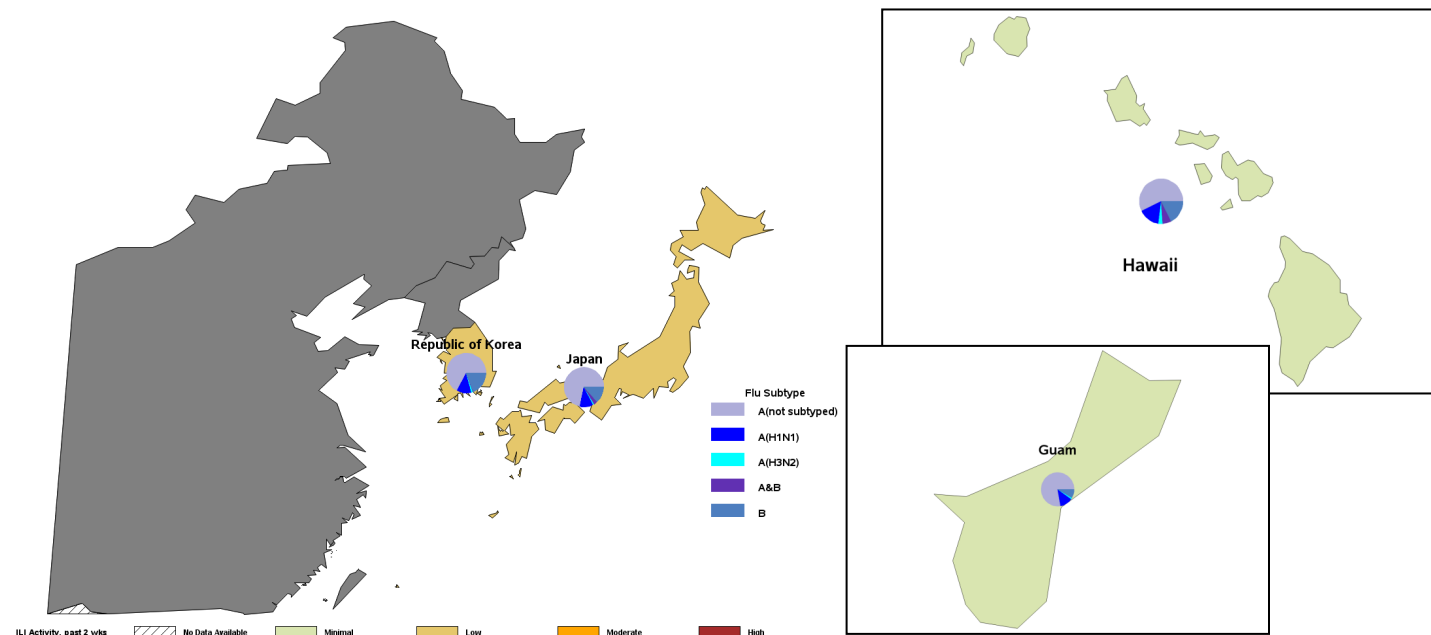 Republic of Korea
Japan
Hawaii
Guam
Flu Subtype
A(not subtyped)
A(H1N1)
A(H3N2)
A&B
B
ILI Activity, past 2 wks No Data Available Minimal Low Moderate High